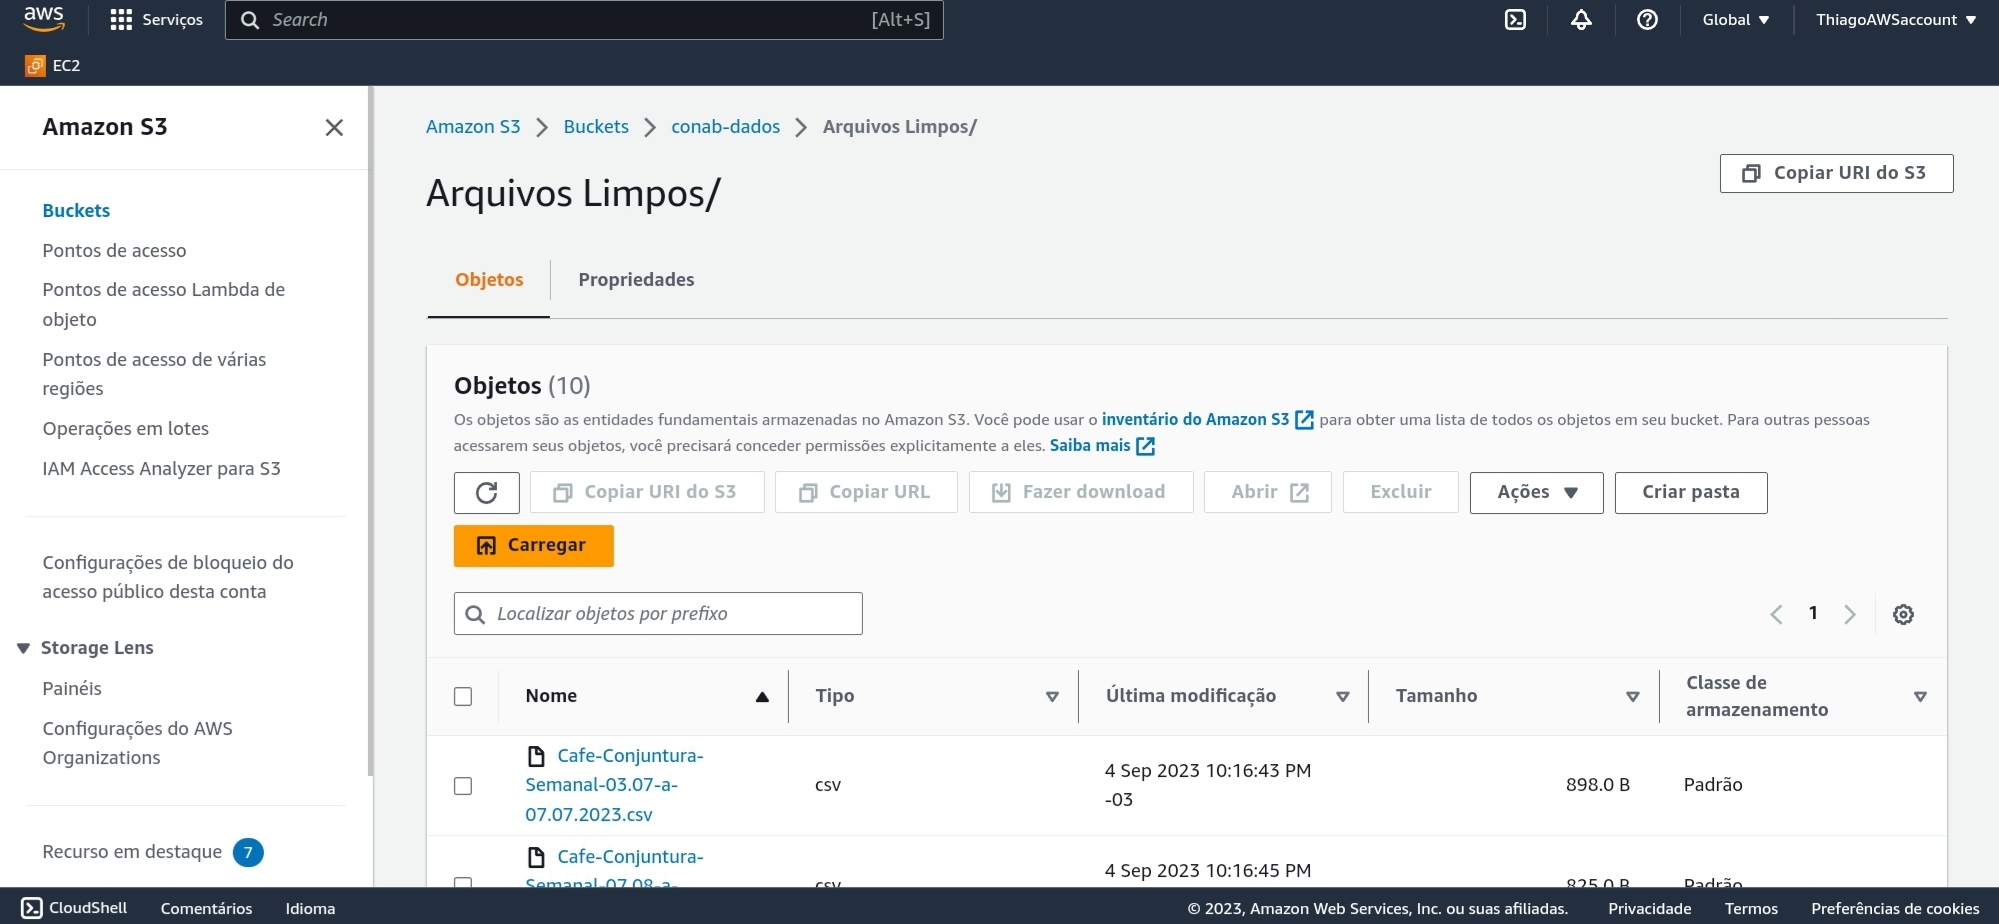 aws
Serviços
Search
[Alt+S]
Global
ThiagoAWSaccount
EC2
Amazon S3
Buckets
Pontos de acesso
Pontos de acesso Lambda de
objeto
Pontos de acesso de várias
regiões
Operações em lotes
IAM Access Analyzer para S3
Configurações de bloqueio do
acesso público desta conta
Storage Lens
Painéis
Configurações do AWS
Organizations
Recurso em destaque 7
Amazon S3 Buckets conab-dados Arquivos Limpos/
Arquivos Limpos/
Copiar URI do S3
Objetos
Propriedades
Objetos (10)
Os objetos são as entidades fundamentais armazenadas no Amazon S3. Você pode usar o inventário do Amazon S3 para obter uma lista de todos os objetos em seu bucket. Para outras pessoas
acessarem seus objetos, você precisará conceder permissões explicitamente a eles. Saiba mais
Copiar URI do S3
Copiar URL
Fazer download
Abrir
Excluir
Ações
Criar pasta
Carregar
Localizar objetos por prefixo
1
Nome
Tipo
Última modificação
Tamanho
Classe de
armazenamento
Cafe-Conjuntura-
Semanal-03.07-a-
07.07.2023.csv
csv
4 Sep 2023 10:16:43 PM
-03
898.0 B
Padrão
Cafe-Conjuntura-
Semanal-07.08-a-
csv
4 Sep 2023 10:16:45 PM
825.0 B
Padrão
CloudShell
Comentários
Idioma
© 2023, Amazon Web Services, Inc. ou suas afiliadas.
Privacidade
Termos
Preferências de cookies